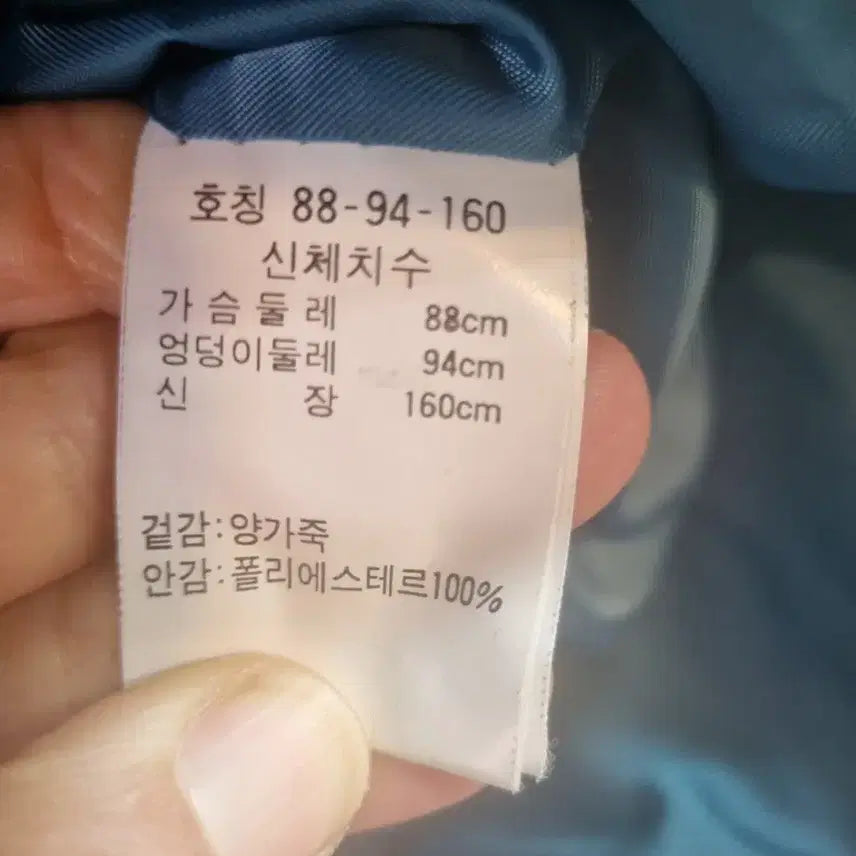 호칭 88-94-160
신체치수
가슴둘레 88cm
엉덩이둘레 94cm
신장 160cm
겉감:양가죽
안감:폴리에스테르100%